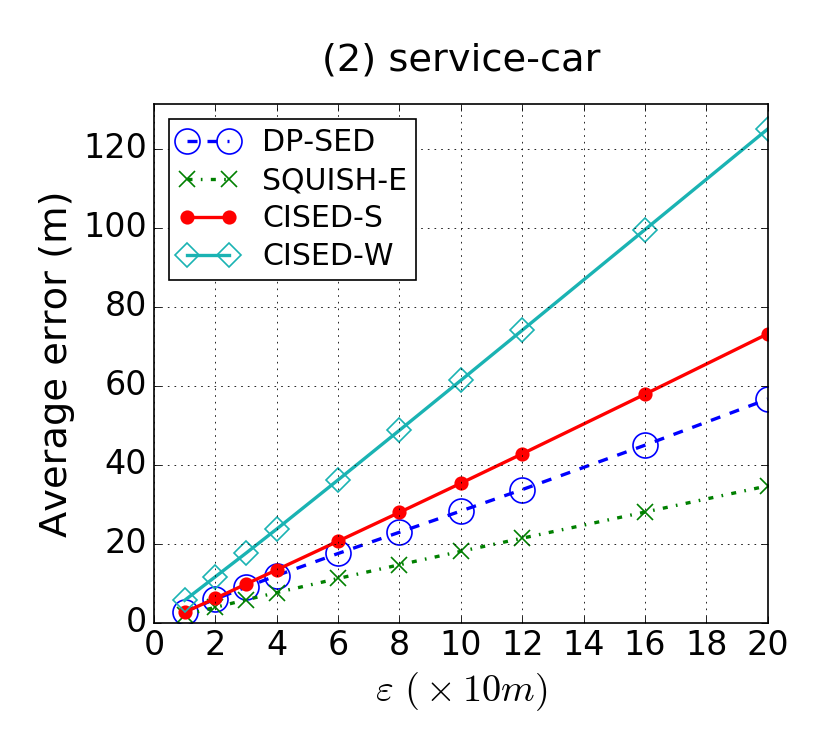 (2) service-car
Average error (m)
120
100
80
60
40
20
0
DP-SED
SQUISH-E
CISED-S
CISED-W
0 2 4 6 8 10 12 14 16 18 20
ε (×10m)